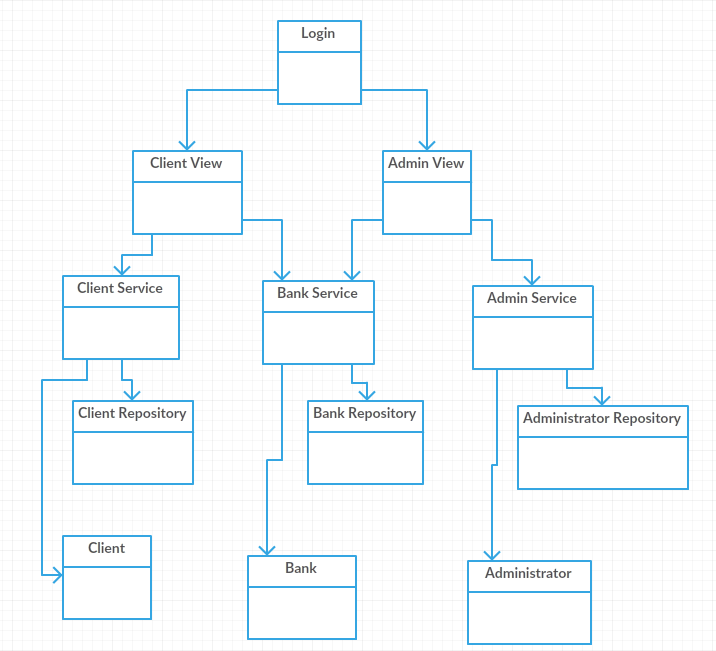 Login
Client View
Admin View
Client Service
Bank Service
Admin Service
Client Repository
Bank Repository
Administrator Repository
Client
Bank
Administrator